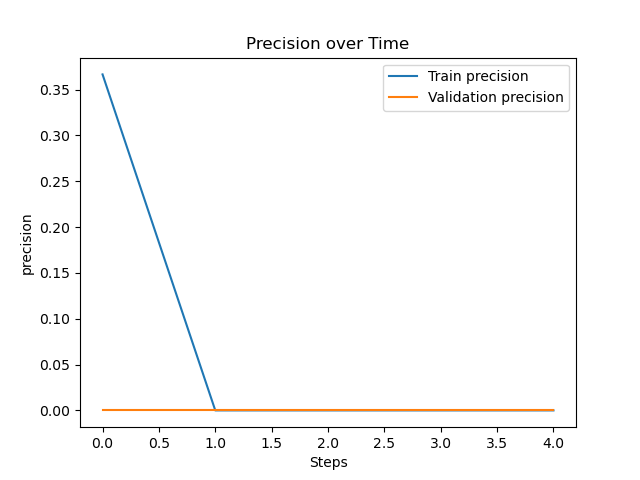 Precision over Time
Train precision
Validation precision
0.35
0.30
0.25
0.20
0.15
0.10
0.05
0.00
precision
0.0 0.5 1.0 1.5 2.0 2.5 3.0 3.5 4.0
Steps